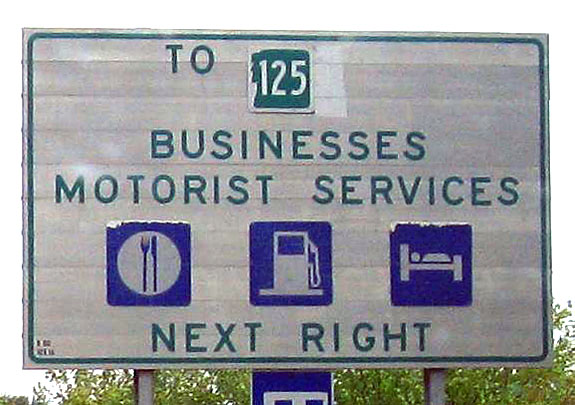 TO 125
BUSINESSES
MOTORIST SERVICES
NEXT RIGHT